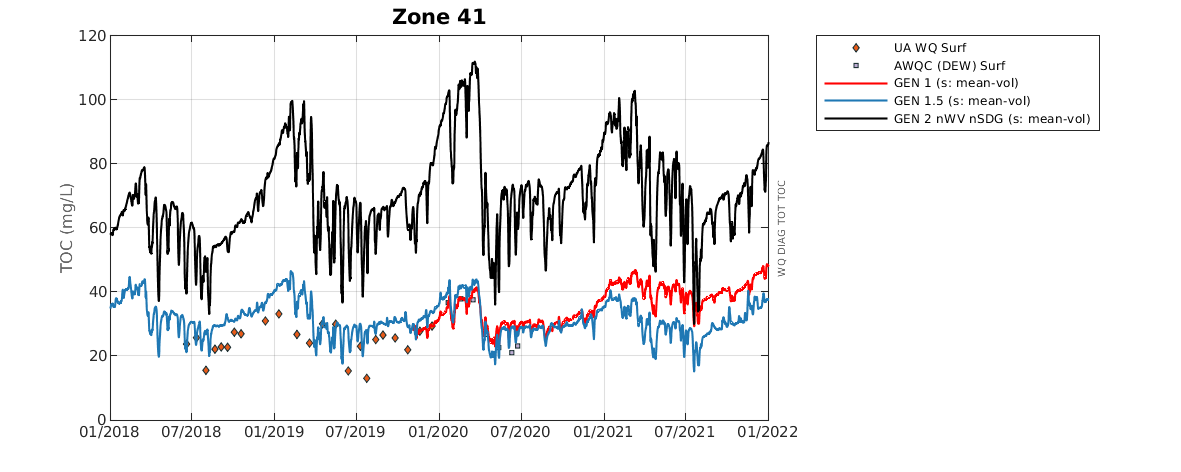 Zone 41
120
100
80
60
40
20
0
TOC (mg/L)
01/2018
07/2018
01/2019
07/2019
01/2020
07/2020
01/2021
07/2021
01/2022
WQ DIAG TOT TOC
UA WQ Surf
AWQC (DEW) Surf
GEN 1 (s: mean-vol)
GEN 1.5 (s: mean-vol)
GEN 2 nWV nSDG (s: mean-vol)